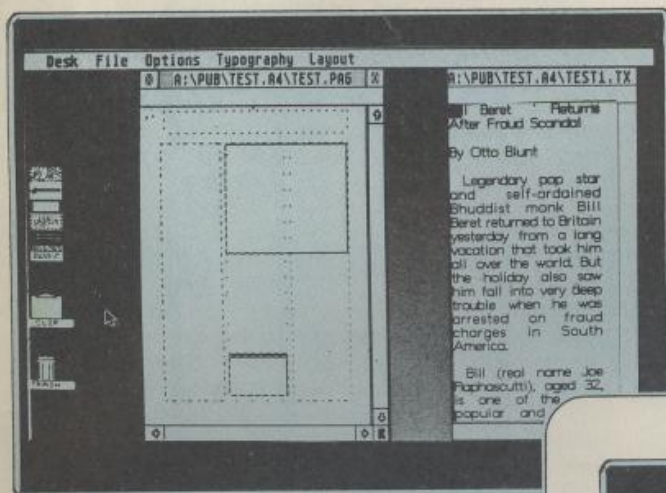 Desk File Options Typography Layout
A:\PUB\TEST.A4\TEST.PAG
A:\PUB\TEST.A4\TEST1.TX
l Beret ' Returns
After Fraud Scandal
By Otto Blunt
Legendary pop star
and self-ordained
Bhuddist monk Bill
Beret returned to Britain
yesterday from a long
vacation that took him
all over the world. But
the holiday also saw
him fall into very deep
trouble when he was
arrested on fraud
charges in South
America.
Bill (real name Joe
Raphascutti), aged 32,
is one of the
popular and
CLIP
TRASH